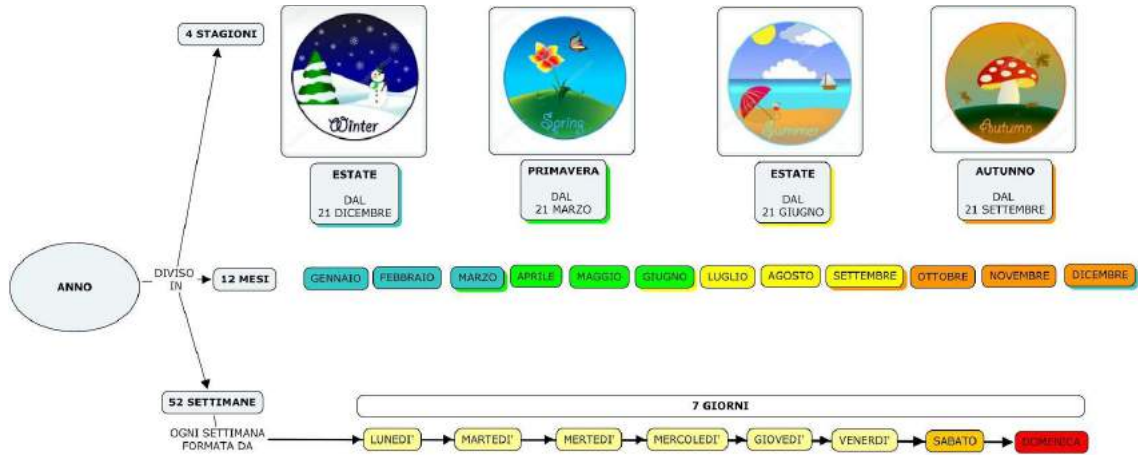 4 STAGIONI
Winter
Spring
Summer
Autumn
ESTATE
DAL
21 DICEMBRE
PRIMAVERA
DAL
21 MARZO
ESTATE
DAL
21 GIUGNO
AUTUNNO
DAL
21 SETTEMBRE
ANNO
DIVISO
IN
12 MESI
GENNAIO
FEBBRAIO
MARZO
APRILE
MAGGIO
GIUGNO
LUGLIO
AGOSTO
SETTEMBRE
OTTOBRE
NOVEMBRE
DICEMBRE
52 SETTIMANE
OGNI SETTIMANA
FORMATA DA
7 GIORNI
LUNEDI'
MARTEDI'
MERTEDI'
MERCOLEDI'
GIOVEDI'
VENERDI'
SABATO
DOMENICA